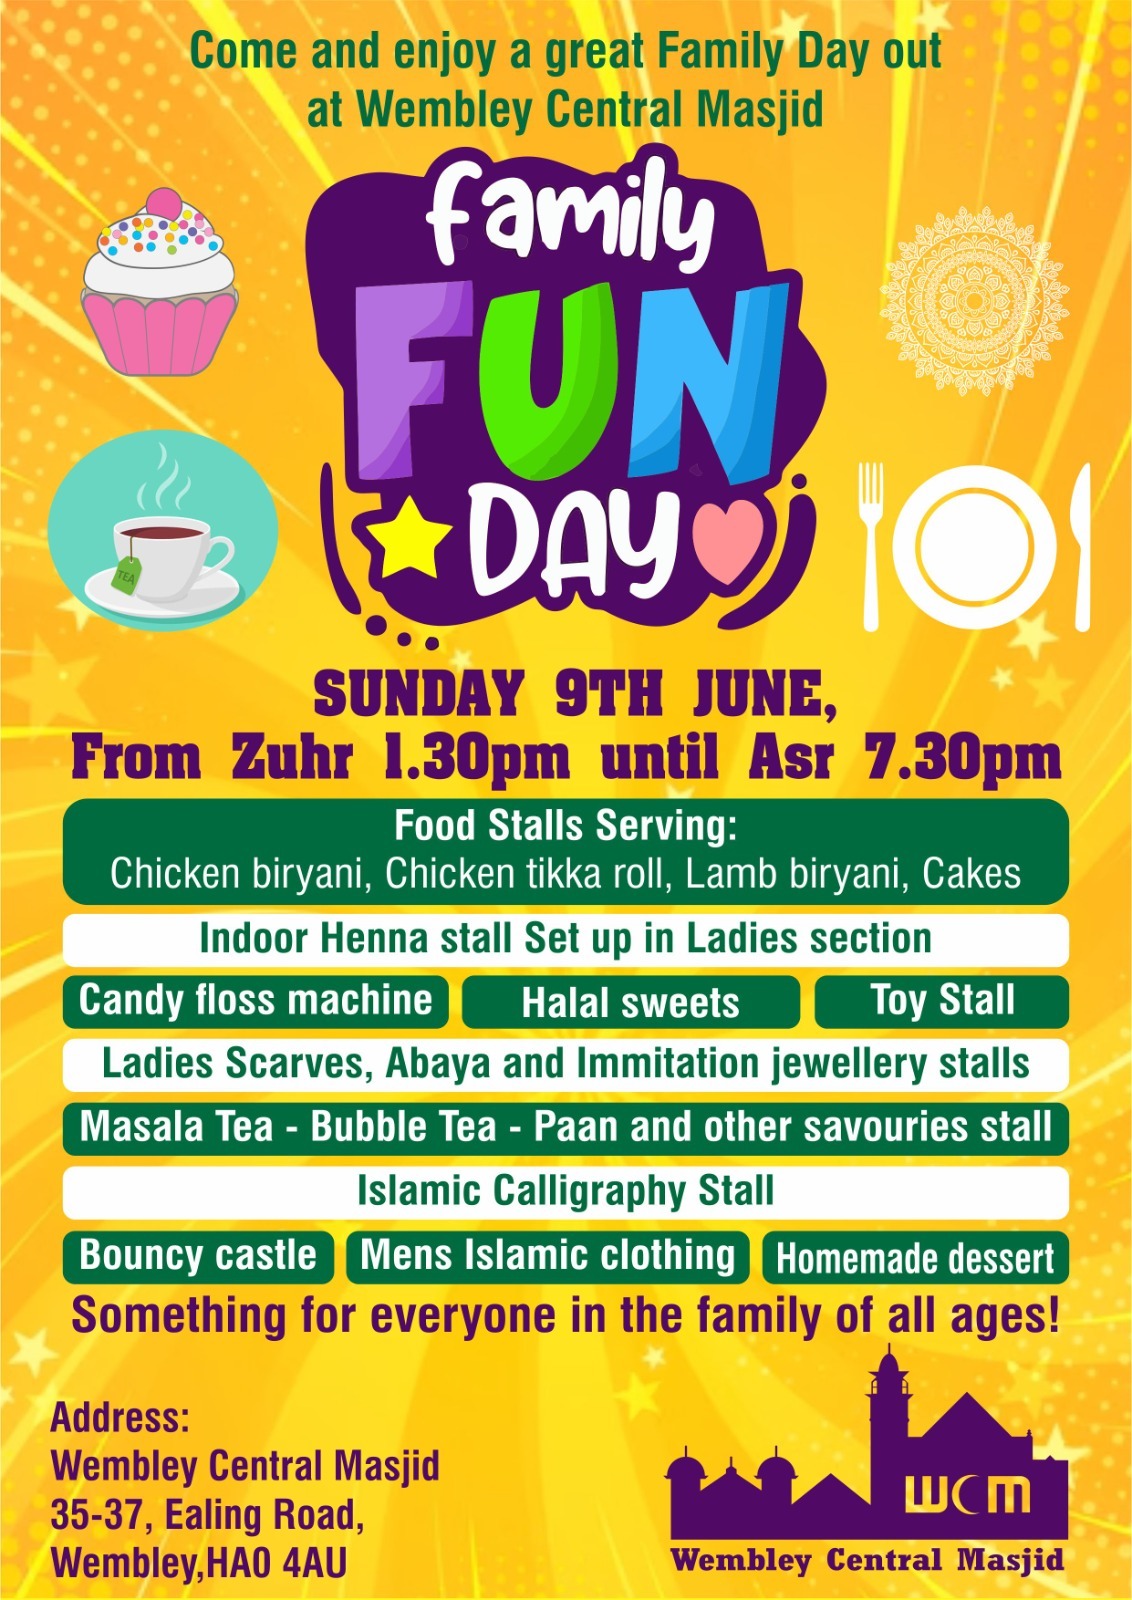 Come and enjoy a great Family Day out
at Wembley Central Masjid
family
FUN
DAY
TEA
SUNDAY 9TH JUNE,
From Zuhr 1.30pm until Asr 7.30pm
Food Stalls Serving:
Chicken biryani, Chicken tikka roll, Lamb biryani, Cakes
Indoor Henna stall Set up in Ladies section
Candy floss machine
Halal sweets
Toy Stall
Ladies Scarves, Abaya and Immitation jewellery stalls
Masala Tea - Bubble Tea - Paan and other savouries stall
Islamic Calligraphy Stall
Bouncy castle
Mens Islamic clothing
Homemade dessert
Something for everyone in the family of all ages!
Address:
Wembley Central Masjid
35-37, Ealing Road,
Wembley,HA0 4AU
WCM
Wembley Central Masjid